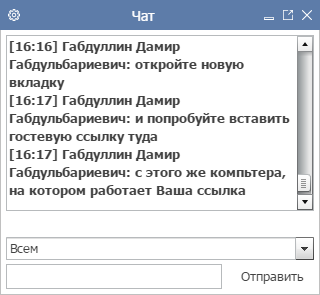 Чат
[16:16] Габдуллин Дамир
Габдульбариевич: откройте новую
вкладку
[16:17] Габдуллин Дамир
Габдульбариевич: и попробуйте вставить
гостевую ссылку туда
[16:17] Габдуллин Дамир
Габдульбариевич: с этого же компьтера,
на котором работает Ваша ссылка
Всем
Отправить